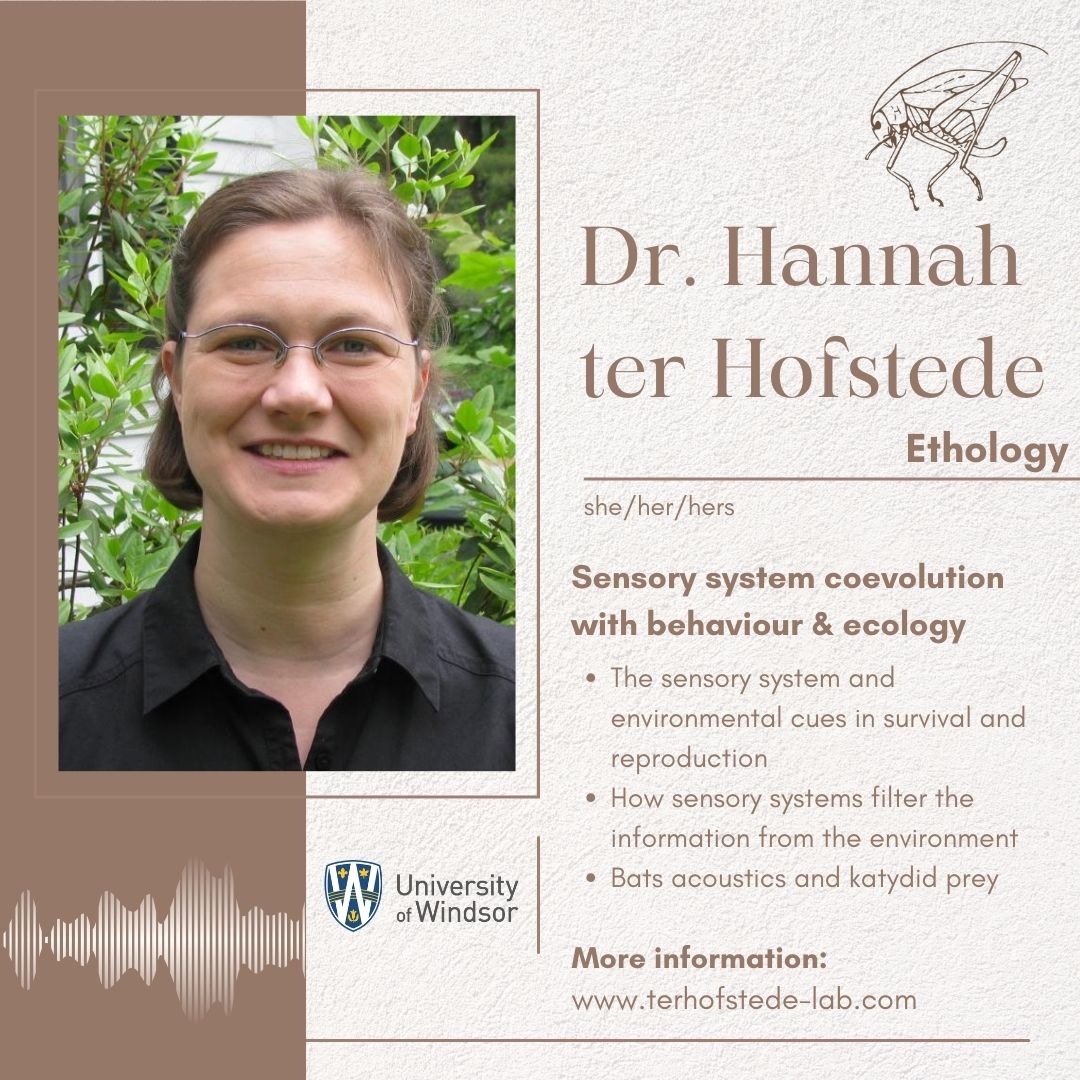 Dr. Hannah
ter Hofstede
Ethology
she/her/hers
Sensory system coevolution
with behaviour & ecology
• The sensory system and
environmental cues in survival and
reproduction
• How sensory systems filter the
information from the environment
• Bats acoustics and katydid prey
University
of Windsor
More information:
www.terhofstede-lab.com